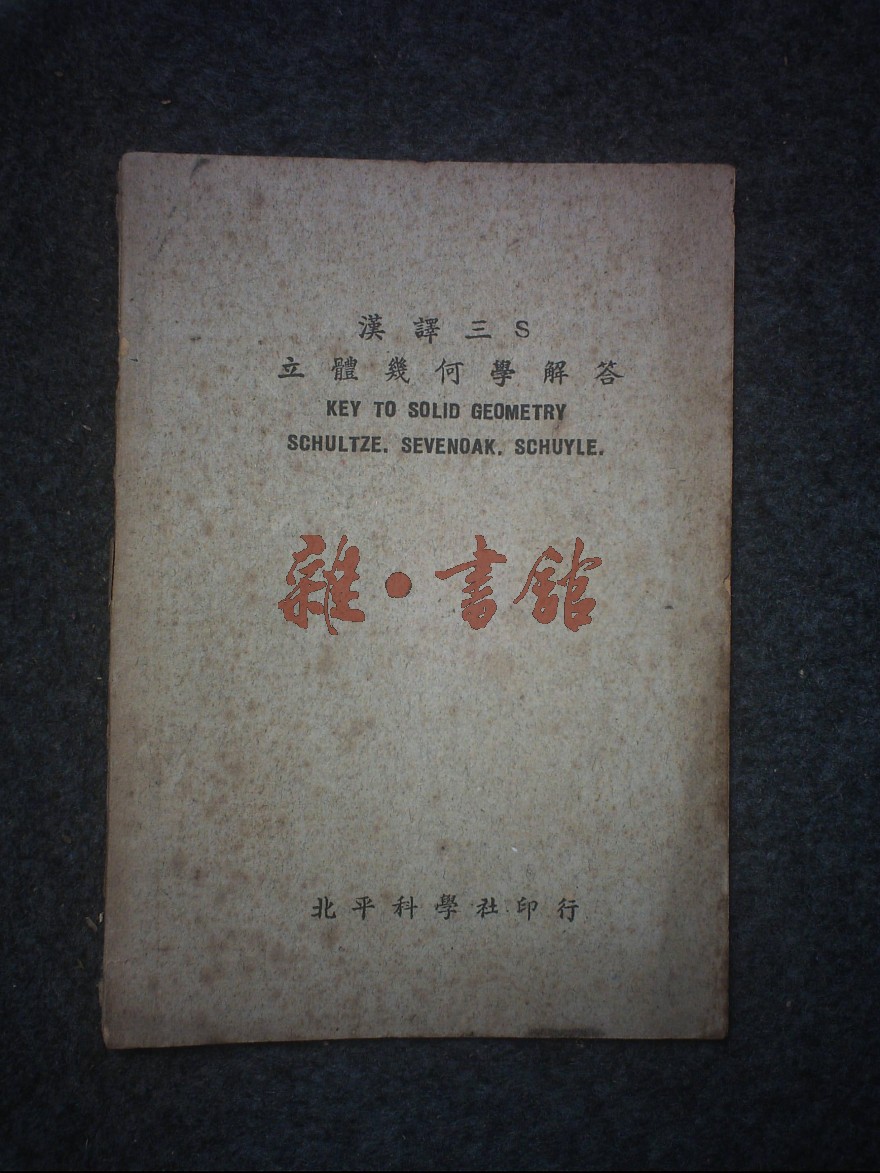 漢譯三S
立體幾何學解答
KEY TO SOLID GEOMETRY
SCHULTZE. SEVENOAK. SCHUYLE.
雜·書館
北平科學社印行